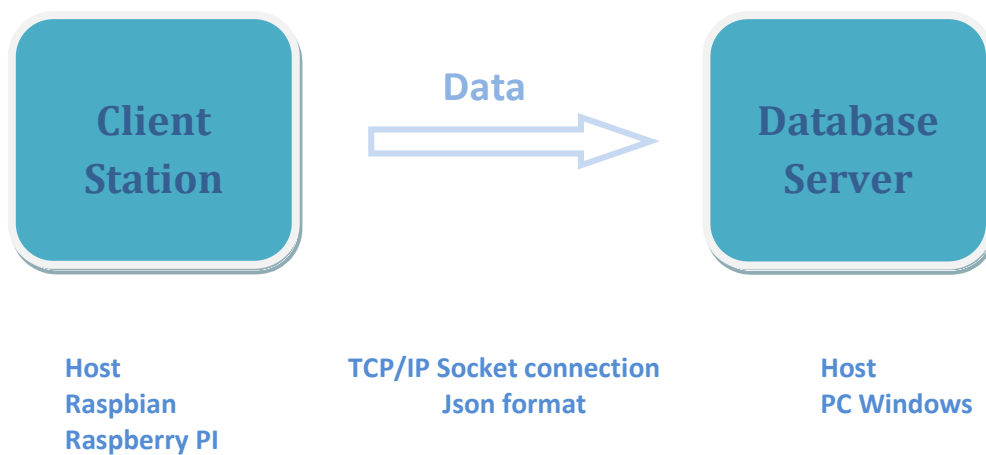 Client
Station
Data
Database
Server
Host
Raspbian
Raspberry PI
TCP/IP Socket connection
Json format
Host
PC Windows